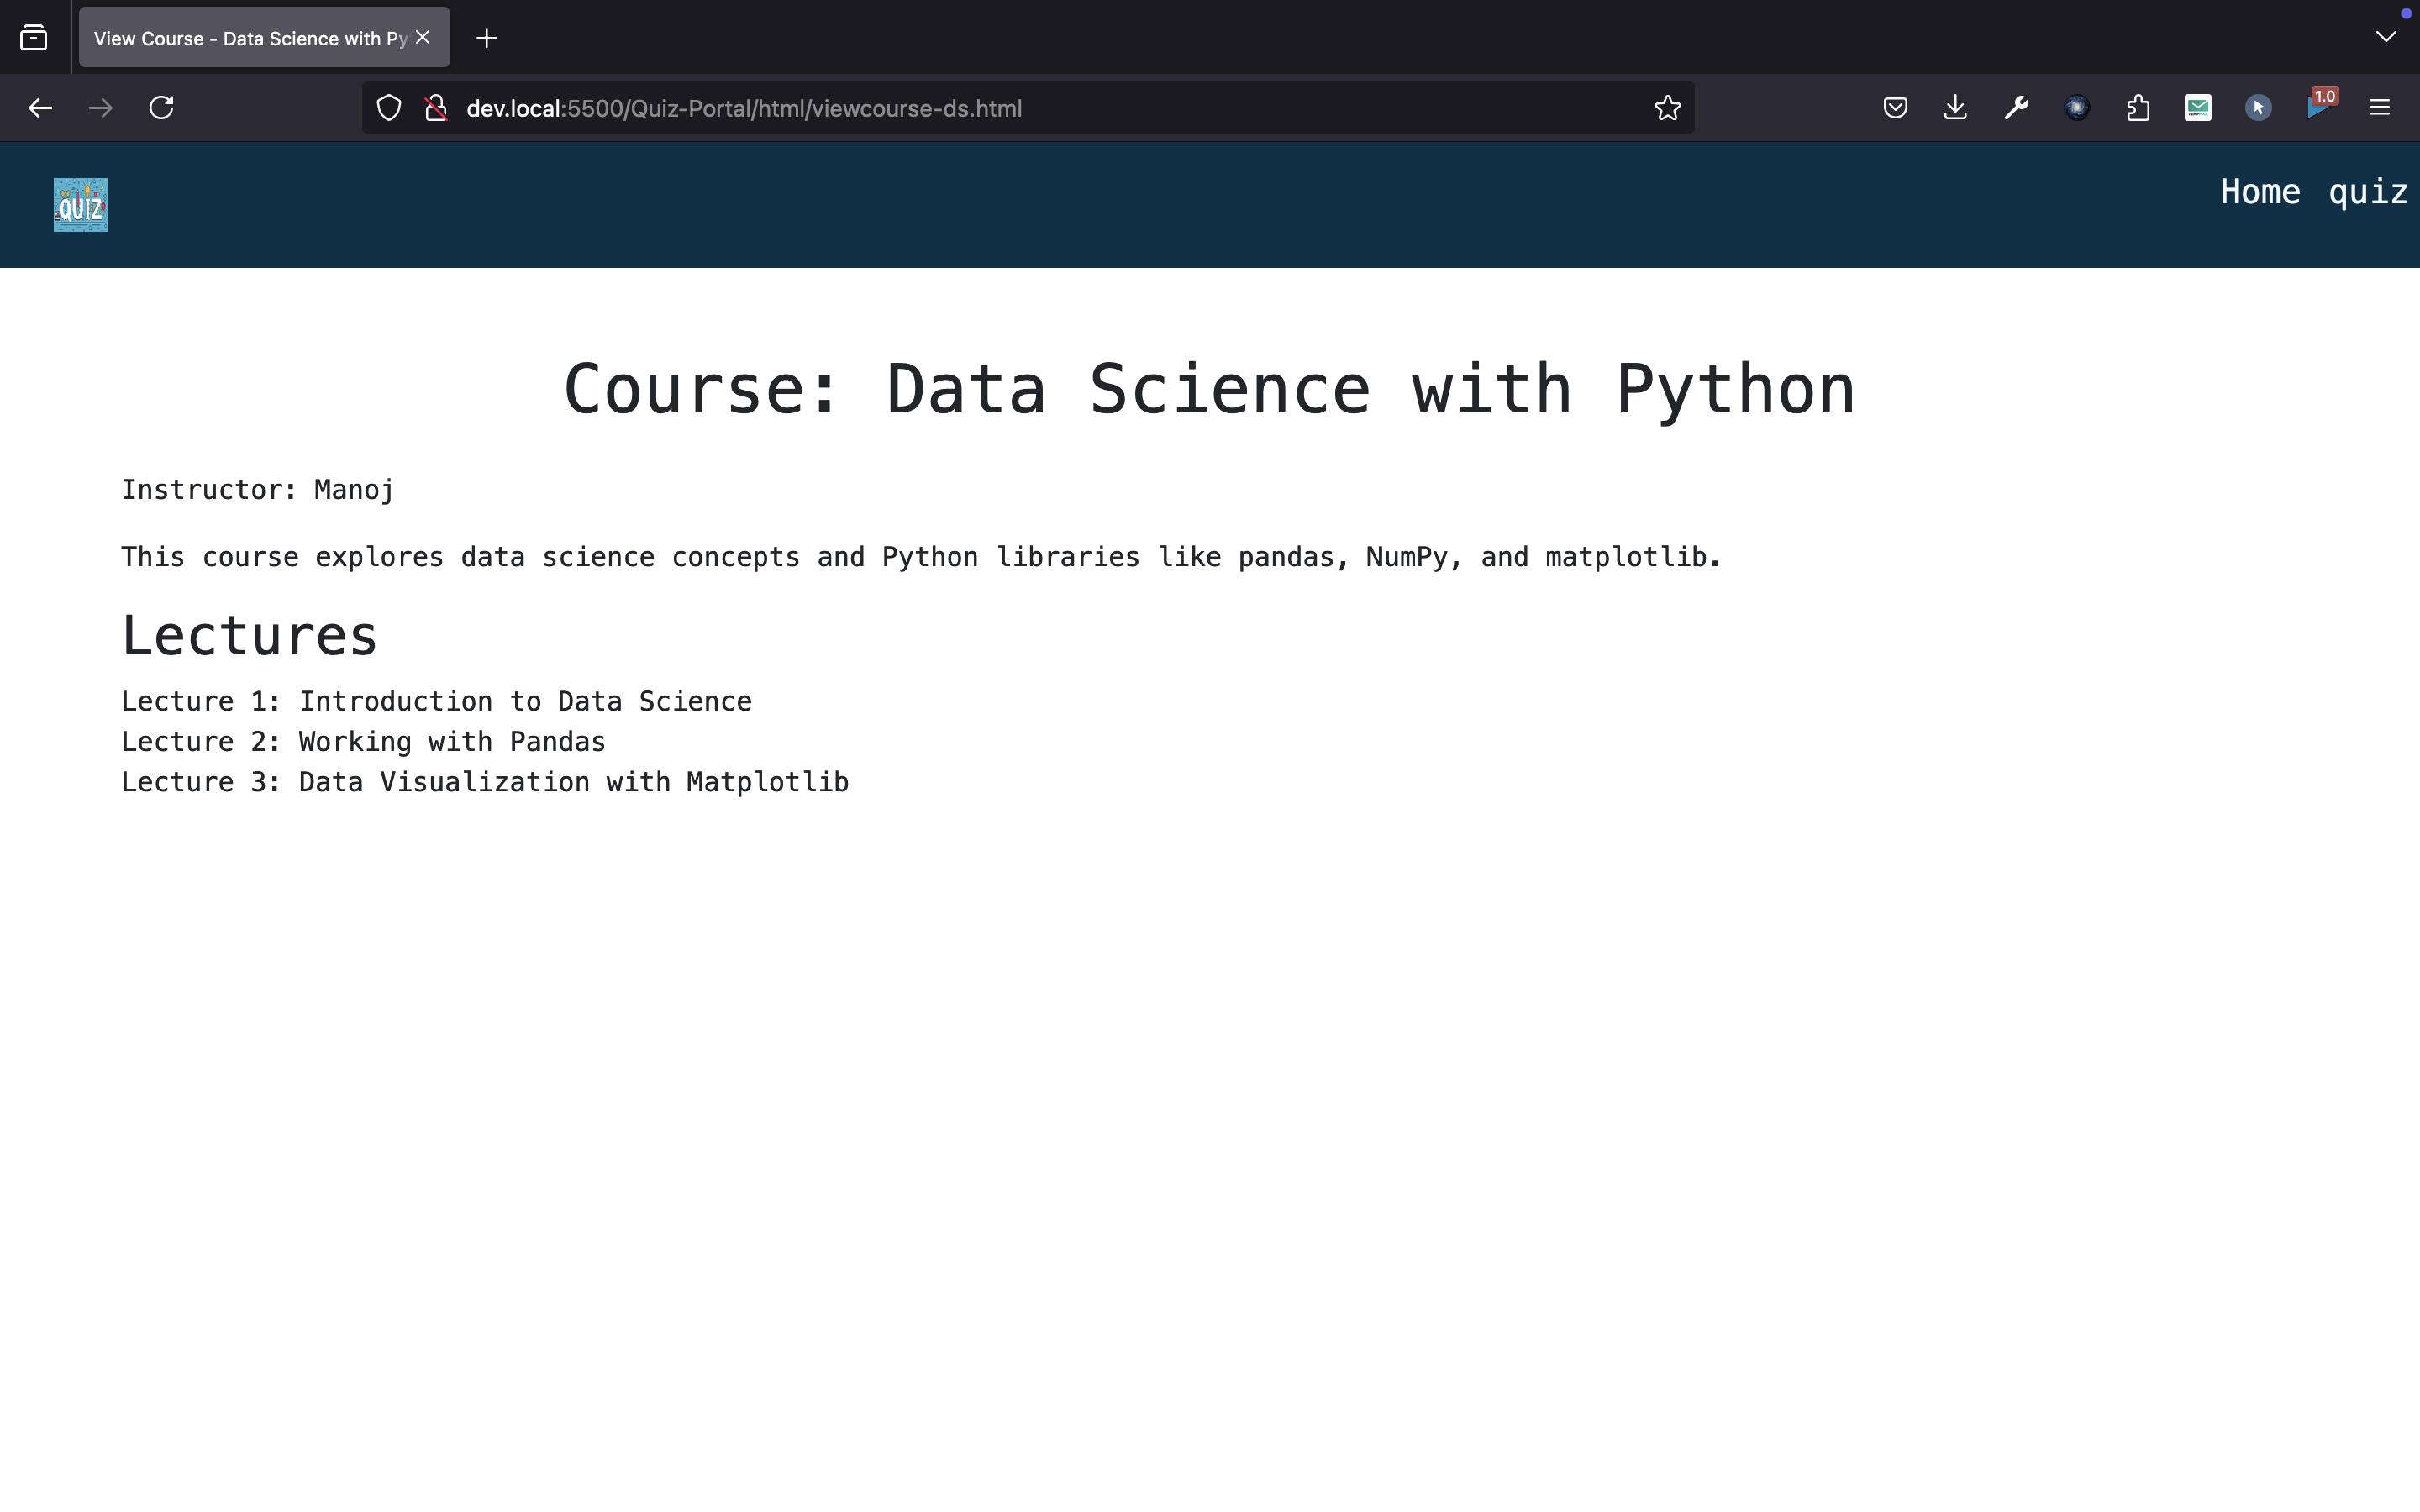 View Course - Data Science with Py
dev.local:5500/Quiz-Portal/html/viewcourse-ds.html
1.0
QUIZ
Home quiz
Course: Data Science with Python
Instructor: Manoj
This course explores data science concepts and Python libraries like pandas, NumPy, and matplotlib.
Lectures
Lecture 1: Introduction to Data Science
Lecture 2: Working with Pandas
Lecture 3: Data Visualization with Matplotlib